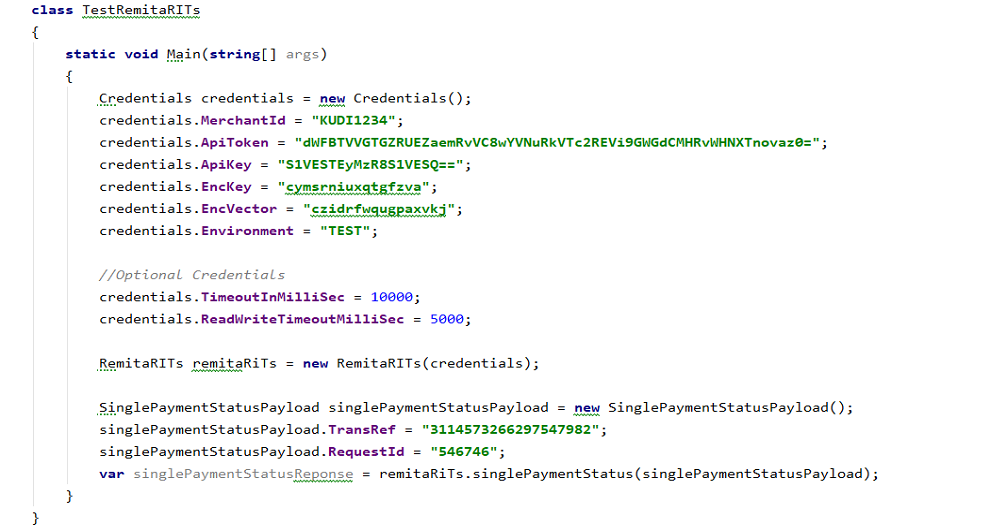 class TestRemitaRITs
{
static void Main(string[] args)
{
Credentials credentials = new Credentials();
credentials.MerchantId = "KUDI1234";
credentials.ApiToken = "dWFBTVVGTGZRUEZaemRvVC8wYVNuRkVTc2REVi9GWGdCMHRvWHNXTnovaz0=";
credentials.ApiKey = "S1VESTEyMzR8S1VESQ==";
credentials.EncKey = "cymsrniuxqtgfzva";
credentials.EncVector = "czidrfwqugpaxvkj";
credentials.Environment = "TEST";
//Optional Credentials
credentials.TimeoutInMilliSec = 10000;
credentials.ReadWriteTimeoutMilliSec = 5000;
RemitaRITs remitaRiTs = new RemitaRITs(credentials);
SinglePaymentStatusPayload singlePaymentStatusPayload = new SinglePaymentStatusPayload();
singlePaymentStatusPayload.TransRef = "3114573266297547982";
singlePaymentStatusPayload.RequestId = "546746";
var singlePaymentStatusReponse = remitaRiTs.singlePaymentStatus(singlePaymentStatusPayload);
}
}